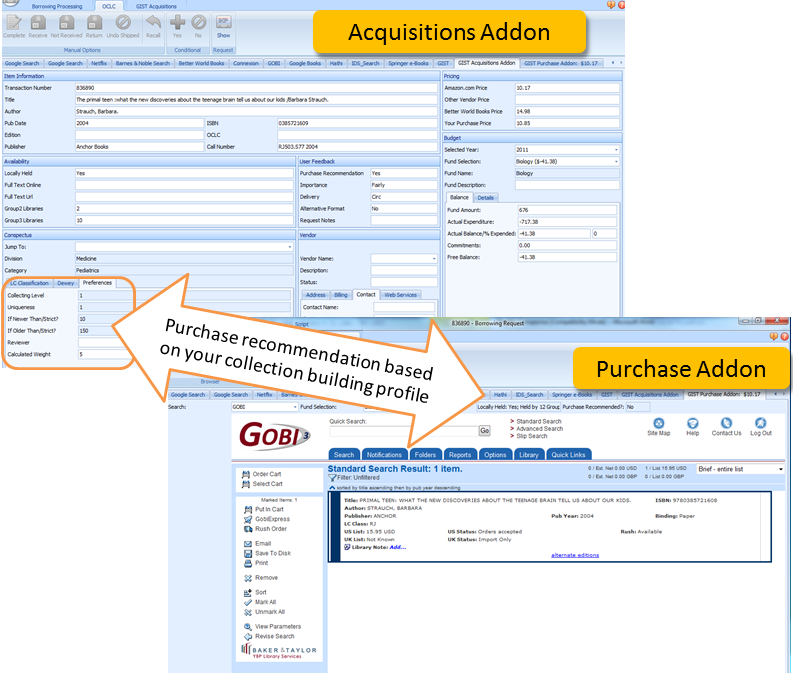 Borrowing Processing OCLC GIST Acquisitions
Complete Receive Not Received Return Undo Shipped Recall Yes No Show
Manual Options Conditional Request
Acquisitions Addon
Google Search Google Search Netflix Barnes & Noble Search Better World Books Connexion GOBI Google Books Hathi IDS_Search Springer e-Books GIST GIST Acquisitions Addon GIST Purchase Addon: $10.17
Item Information
Transaction Number 836890
Title The primal teen :what the new discoveries about the teenage brain tell us about our kids /Barbara Strauch.
Author Strauch, Barbara.
Pub Date 2004 ISBN 0385721609
Edition OCLC
Publisher Anchor Books Call Number RJ503.S77 2004
Pricing
Amazon.com Price 10.17
Other Vendor Price
Better World Books Price 14.98
Your Purchase Price 10.85
Budget
Selected Year: 2011
Fund Selection: Biology ($-41.38)
Fund Name: Biology
Fund Description:
Balance Details
Fund Amount: 676
Actual Expenditure: -717.38
Actual Balance/% Expended: -41.38 0
Commitments: 0.00
Free Balance: -41.38
Availability
Locally Held Yes
Full Text Online
Full Text Url
Group2 Libraries 2
Group3 Libraries 10
User Feedback
Purchase Recommendation Yes
Importance Fairly
Delivery Circ
Alternative Format No
Request Notes
Conspectus
Jump To:
Division Medicine
Category Pediatrics
LC Classification Dewey Preferences
Collecting Level 1
Uniqueness 1
If Newer Than/Strict? 10
If Older Than/Strict? 150
Reviewer
Calculated Weight 5
Vendor
Vendor Name:
Description:
Status:
Address Billing Contact Web Services
Contact Name:
Purchase recommendation based
on your collection building profile
Script
836890 - Borrowing Request
Purchase Addon
Browser
Google Search Google Search Netflix Hathi IDS_Search Springer e-Books GIST GIST Acquisitions Addon GIST Purchase Addon: $10.17
Search: GOBI Fund Selection: Locally Held: Yes; Held by 12 Group Purchase Recommended?: No
GOBI 3
Quick Search: Go
> Standard Search
> Advanced Search
> Slip Search
Site Map Help Contact Us Log Out
Search Notifications Folders Reports Options Library Quick Links
Order Cart
Select Cart
Marked Items: 1
Put In Cart
GobiExpress
Rush Order
Email
Save To Disk
Print
Remove
Sort
Mark All
Unmark All
View Parameters
Revise Search
BAKER & TAYLOR
YBP Library Services
Standard Search Result: 1 item.
Filter: Unfiltered
0 / Est. Net 0.00 USD 1 / List 15.95 USD
0 / Est. Net 0.00 GBP 0 / List 0.00 GBP
Brief - entire list
sorted by title ascending then by pub year descending
Title: PRIMAL TEEN: WHAT THE NEW DISCOVERIES ABOUT THE TEENAGE BRAIN TELL US ABOUT OUR KIDS. ISBN: 9780385721608
Author: STRAUCH, BARBARA
Publisher: ANCHOR Pub Year: 2004 Binding: Paper
LC Class: RJ
US List: 15.95 USD US Status: Orders accepted Rush: Available
UK List: Not Known UK Status: Import Only
Library Note: Add...
alternate editions